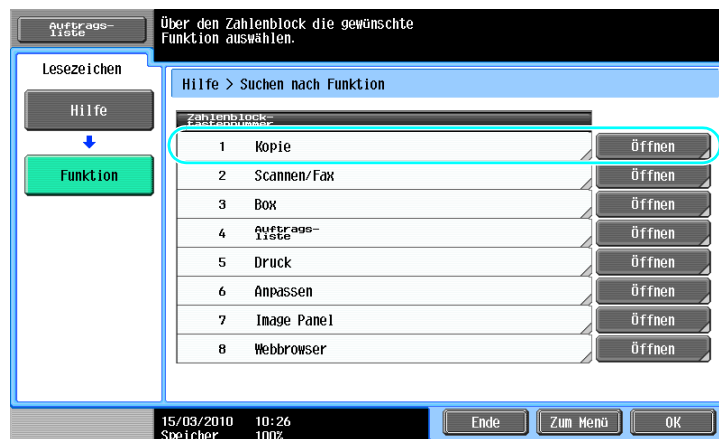 Auftrags-
liste
Über den Zahlenblock die gewünschte
Funktion auswählen.
Lesezeichen
Hilfe
Funktion
Hilfe > Suchen nach Funktion
Zahlenblock-
tastennummer
1 Kopie Öffnen
2 Scannen/Fax Öffnen
3 Box Öffnen
4 Auftrags-
liste Öffnen
5 Druck Öffnen
6 Anpassen Öffnen
7 Image Panel Öffnen
8 Webbrowser Öffnen
15/03/2010 10:26
Speicher 100%
Ende Zum Menü OK